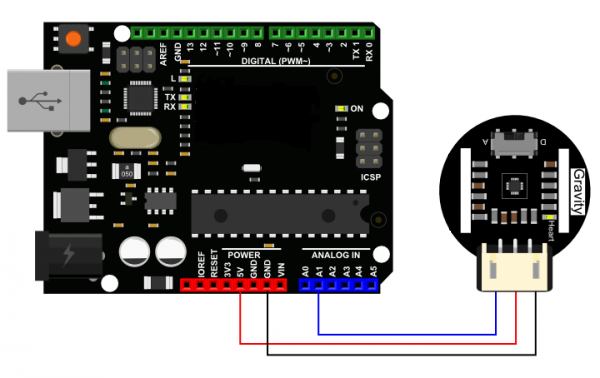 AREF
GND
13
12
~11
~10
~9
8
7
~6
~5
4
~3
2
TX 1
RX 0
DIGITAL (PWM~)
L
TX
RX
ON
ICSP
050
A
D
Gravity
Heart
POWER
ANALOG IN
IOREF
RESET
3V3
5V
GND
GND
VIN
A0
A1
A2
A3
A4
A5